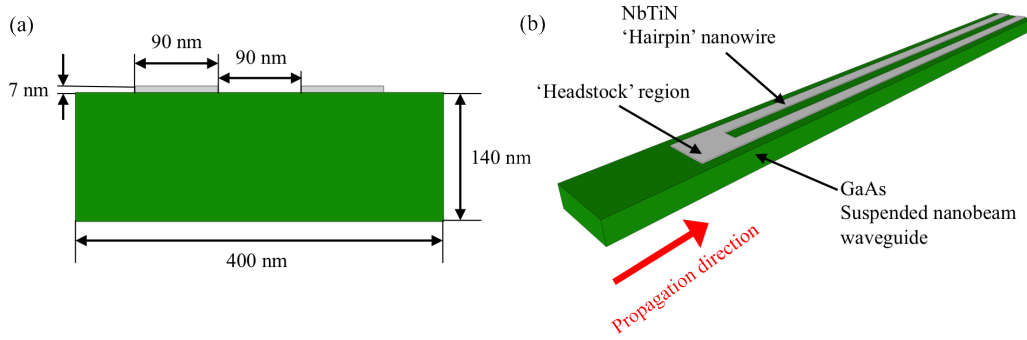 (a)
90 nm
90 nm
7 nm
140 nm
400 nm
(b)
NbTiN
‘Hairpin’ nanowire
‘Headstock’ region
GaAs
Suspended nanobeam
waveguide
Propagation direction